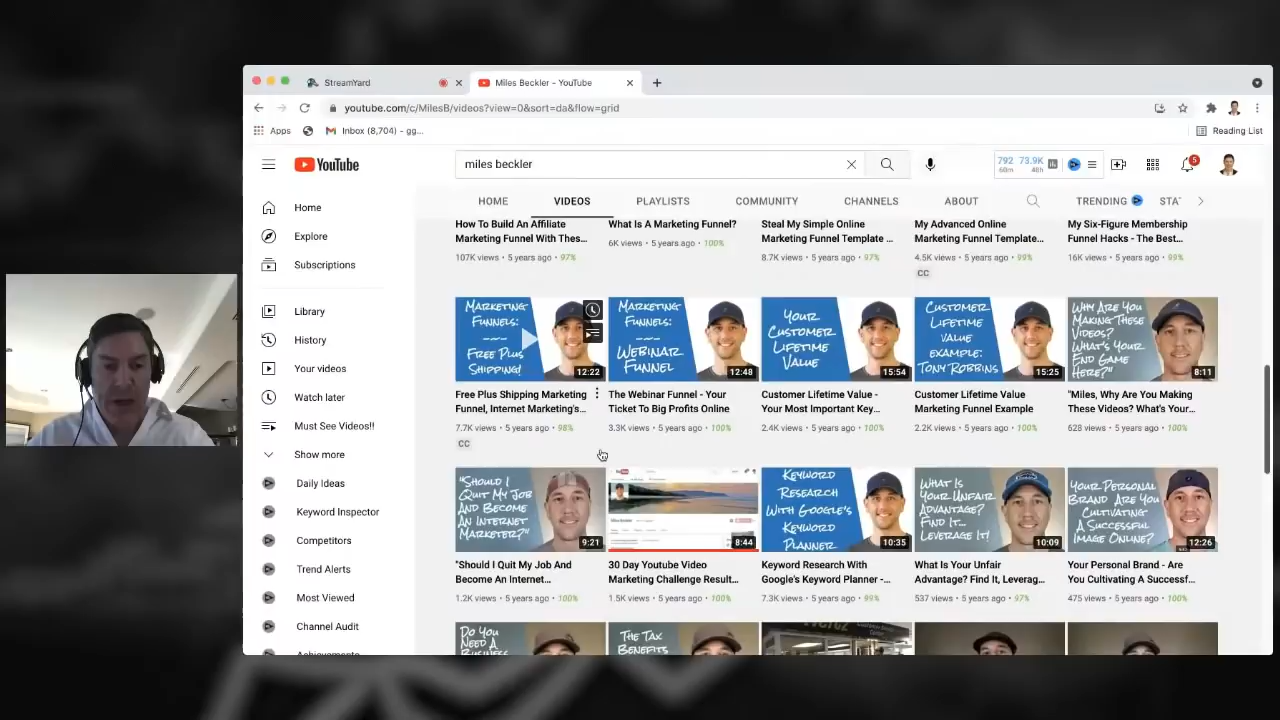 StreamYard
Miles Beckler - YouTube
youtube.com/c/MilesB/videos?view=0&sort=da&flow=grid
Apps
Inbox (8,704) - gg...
Reading List
YouTube
miles beckler
792 73.9K
60m 48h
5
HOME VIDEOS PLAYLISTS COMMUNITY CHANNELS ABOUT TRENDING
Home
Explore
Subscriptions
Library
History
Your videos
Watch later
Must See Videos!!
Show more
Daily Ideas
Keyword Inspector
Competitors
Trend Alerts
Most Viewed
Channel Audit
How To Build An Affiliate
Marketing Funnel With Thes...
107K views • 5 years ago • 97%
What Is A Marketing Funnel?
6K views • 5 years ago • 100%
Steal My Simple Online
Marketing Funnel Template ...
8.7K views • 5 years ago • 97%
My Advanced Online
Marketing Funnel Template...
4.5K views • 5 years ago • 99%
CC
My Six-Figure Membership
Funnel Hacks - The Best...
16K views • 5 years ago • 99%
MARKETING
FUNNELS:
FREE PLUS
SHIPPING!
12:22
Free Plus Shipping Marketing
Funnel, Internet Marketing's...
7.7K views • 5 years ago • 98%
CC
MARKETING
FUNNELS:
WEBINAR
FUNNEL
12:48
The Webinar Funnel - Your
Ticket To Big Profits Online
3.3K views • 5 years ago • 100%
YOUR
CUSTOMER
LIFETIME
VALUE
15:54
Customer Lifetime Value -
Your Most Important Key...
2.4K views • 5 years ago • 100%
CUSTOMER
LIFETIME
VALUE
EXAMPLE:
TONY ROBBINS
15:25
Customer Lifetime Value
Marketing Funnel Example
2.2K views • 5 years ago • 100%
WHY ARE YOU
MAKING THESE
VIDEOS?
WHAT'S YOUR
END GAME
HERE?"
8:11
"Miles, Why Are You Making
These Videos? What's Your...
628 views • 5 years ago • 100%
"SHOULD I
QUIT MY JOB
AND BECOME
AN INTERNET
MARKETER?"
9:21
"Should I Quit My Job And
Become An Internet...
1.2K views • 5 years ago • 100%
8:44
30 Day Youtube Video
Marketing Challenge Result...
1.5K views • 5 years ago • 100%
KEYWORD
RESEARCH
WITH GOOGLE'S
KEYWORD
PLANNER
10:35
Keyword Research With
Google's Keyword Planner -...
7.3K views • 5 years ago • 99%
WHAT IS
YOUR UNFAIR
ADVANTAGE?
FIND IT...
LEVERAGE IT!
10:09
What Is Your Unfair
Advantage? Find It, Leverag...
537 views • 5 years ago • 97%
YOUR PERSONAL
BRAND - ARE
YOU CULTIVATING
A SUCCESSFUL
IMAGE ONLINE?
12:26
Your Personal Brand - Are
You Cultivating A Successf...
475 views • 5 years ago • 100%
DO YOU
NEED A
BUSINESS
THE TAX
BENEFITS